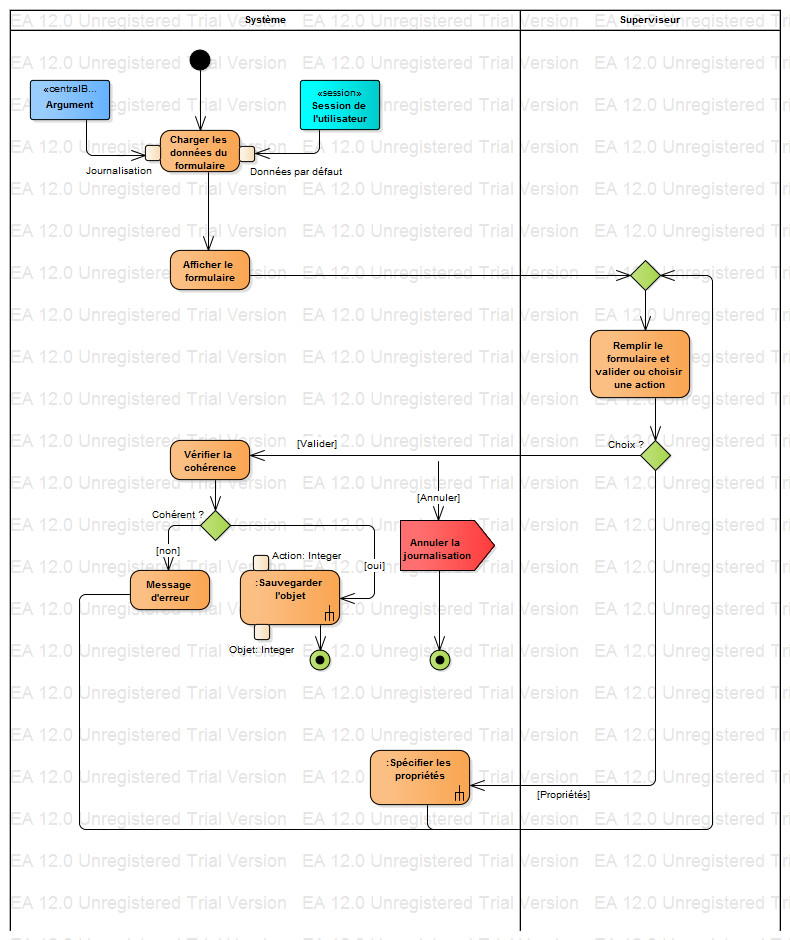 Système
Superviseur
EA 12.0 Unregistered Trial Version
«centralB...
Argument
«session»
Session de
l'utilisateur
Charger les
données du
formulaire
Journalisation
Données par défaut
Afficher le
formulaire
Remplir le
formulaire et
valider ou choisir
une action
Choix ?
[Valider]
Vérifier la
cohérence
[Annuler]
Cohérent ?
[non]
[oui]
Annuler la
journalisation
Action: Integer
Message
d'erreur
:Sauvegarder
l'objet
Objet: Integer
:Spécifier les
propriétés
[Propriétés]